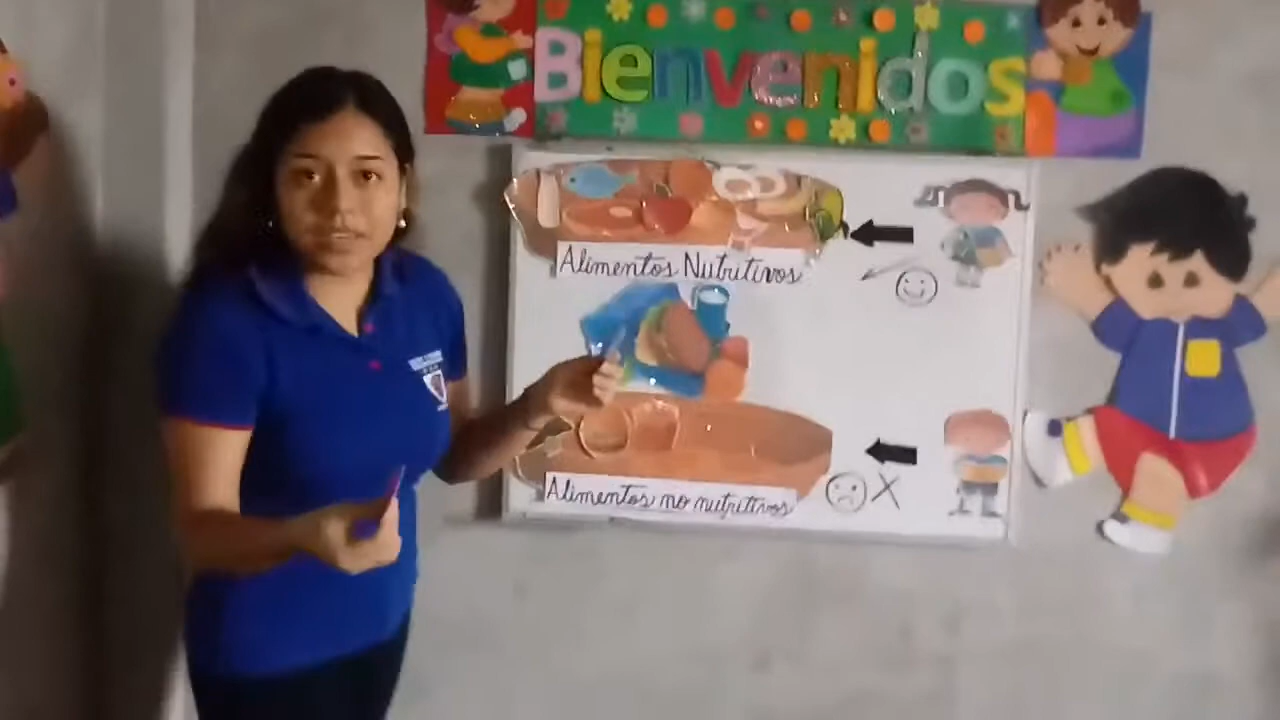 Bienvenidos
Alimentos Nutritivos
Alimentos no nutritivos
X